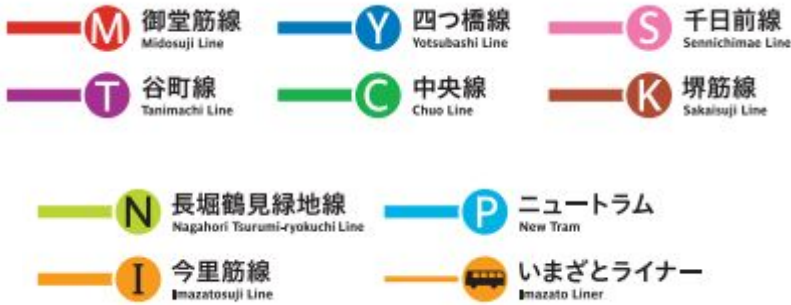 M 御堂筋線
Midosuji Line
Y 四つ橋線
Yotsubashi Line
S 千日前線
Sennichimae Line
T 谷町線
Tanimachi Line
C 中央線
Chuo Line
K 堺筋線
Sakaisuji Line
N 長堀鶴見緑地線
Nagahori Tsurumi-ryokuchi Line
P ニュートラム
New Tram
I 今里筋線
Imazatosuji Line
いまざとライナー
Imazato Liner